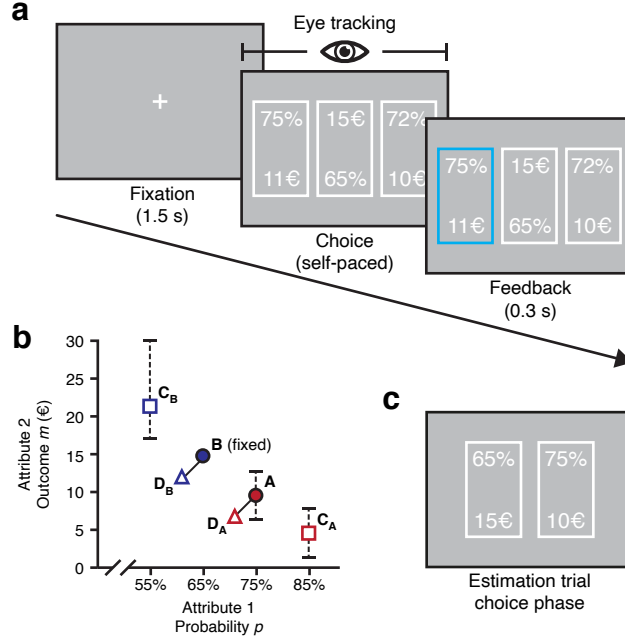 a
Eye tracking
Fixation
(1.5 s)
75% 15€ 72%
11€ 65% 10€
Choice
(self-paced)
75% 15€ 72%
11€ 65% 10€
Feedback
(0.3 s)
b
Attribute 2
Outcome m (€)
30
25
20
15
10
5
0
C_B
B (fixed)
D_B
A
D_A
C_A
55% 65% 75% 85%
Attribute 1
Probability p
c
65% 75%
15€ 10€
Estimation trial
choice phase